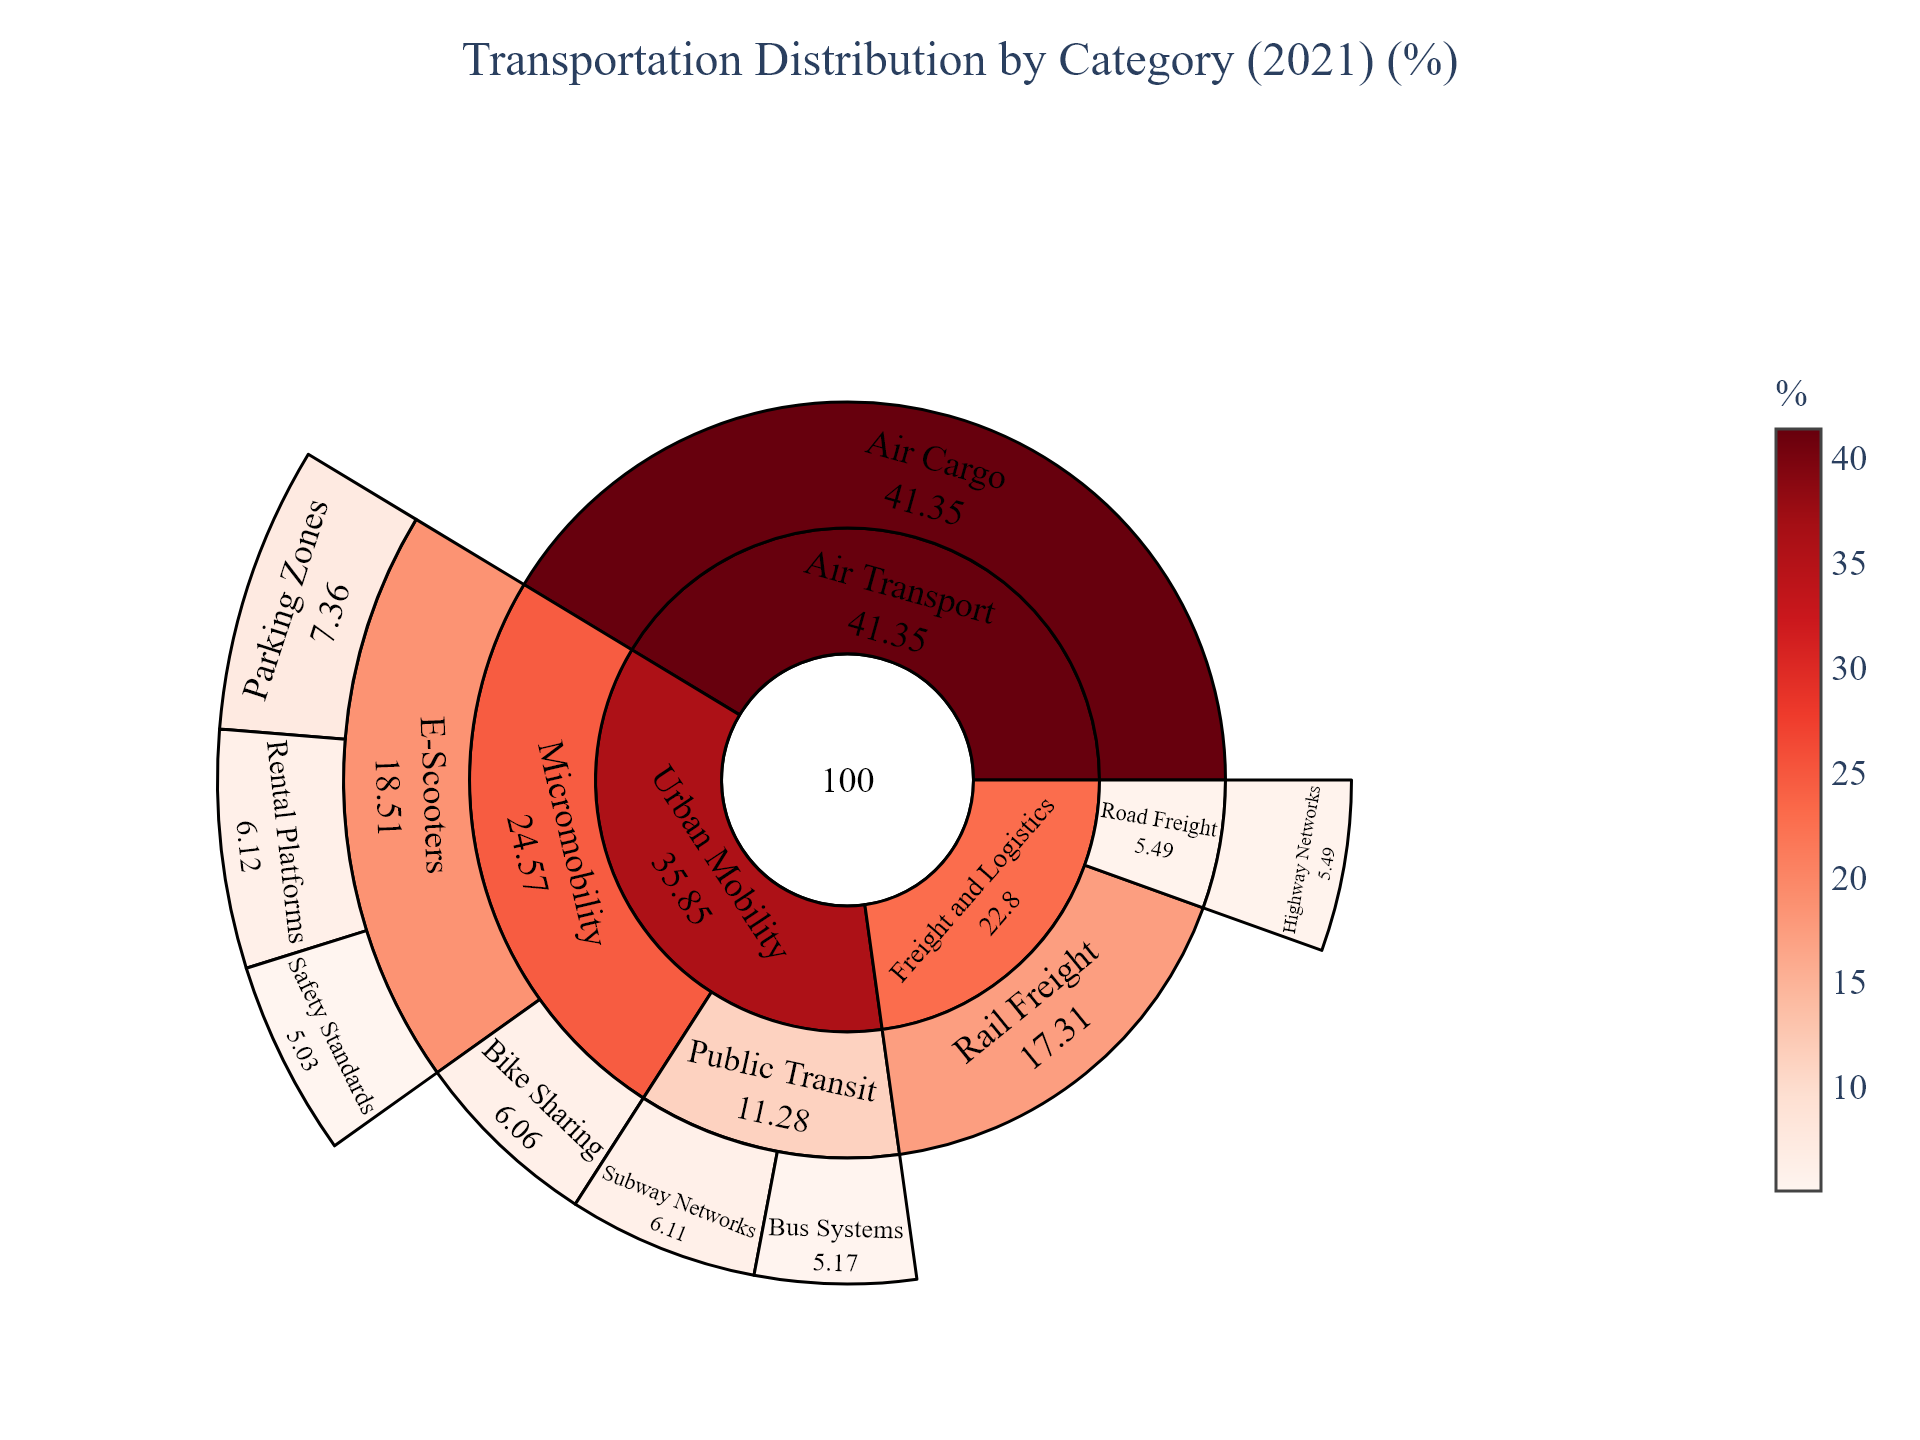 Transportation Distribution by Category (2021) (%)
Air Cargo
41.35
Air Transport
41.35
100
Urban Mobility
35.85
Freight and Logistics
22.8
Road Freight
5.49
Highway Networks
5.49
Rail Freight
17.31
Micromobility
24.57
E-Scooters
18.51
Parking Zones
7.36
Rental Platforms
6.12
Safety Standards
5.03
Bike Sharing
6.06
Public Transit
11.28
Subway Networks
6.11
Bus Systems
5.17
%
40
35
30
25
20
15
10